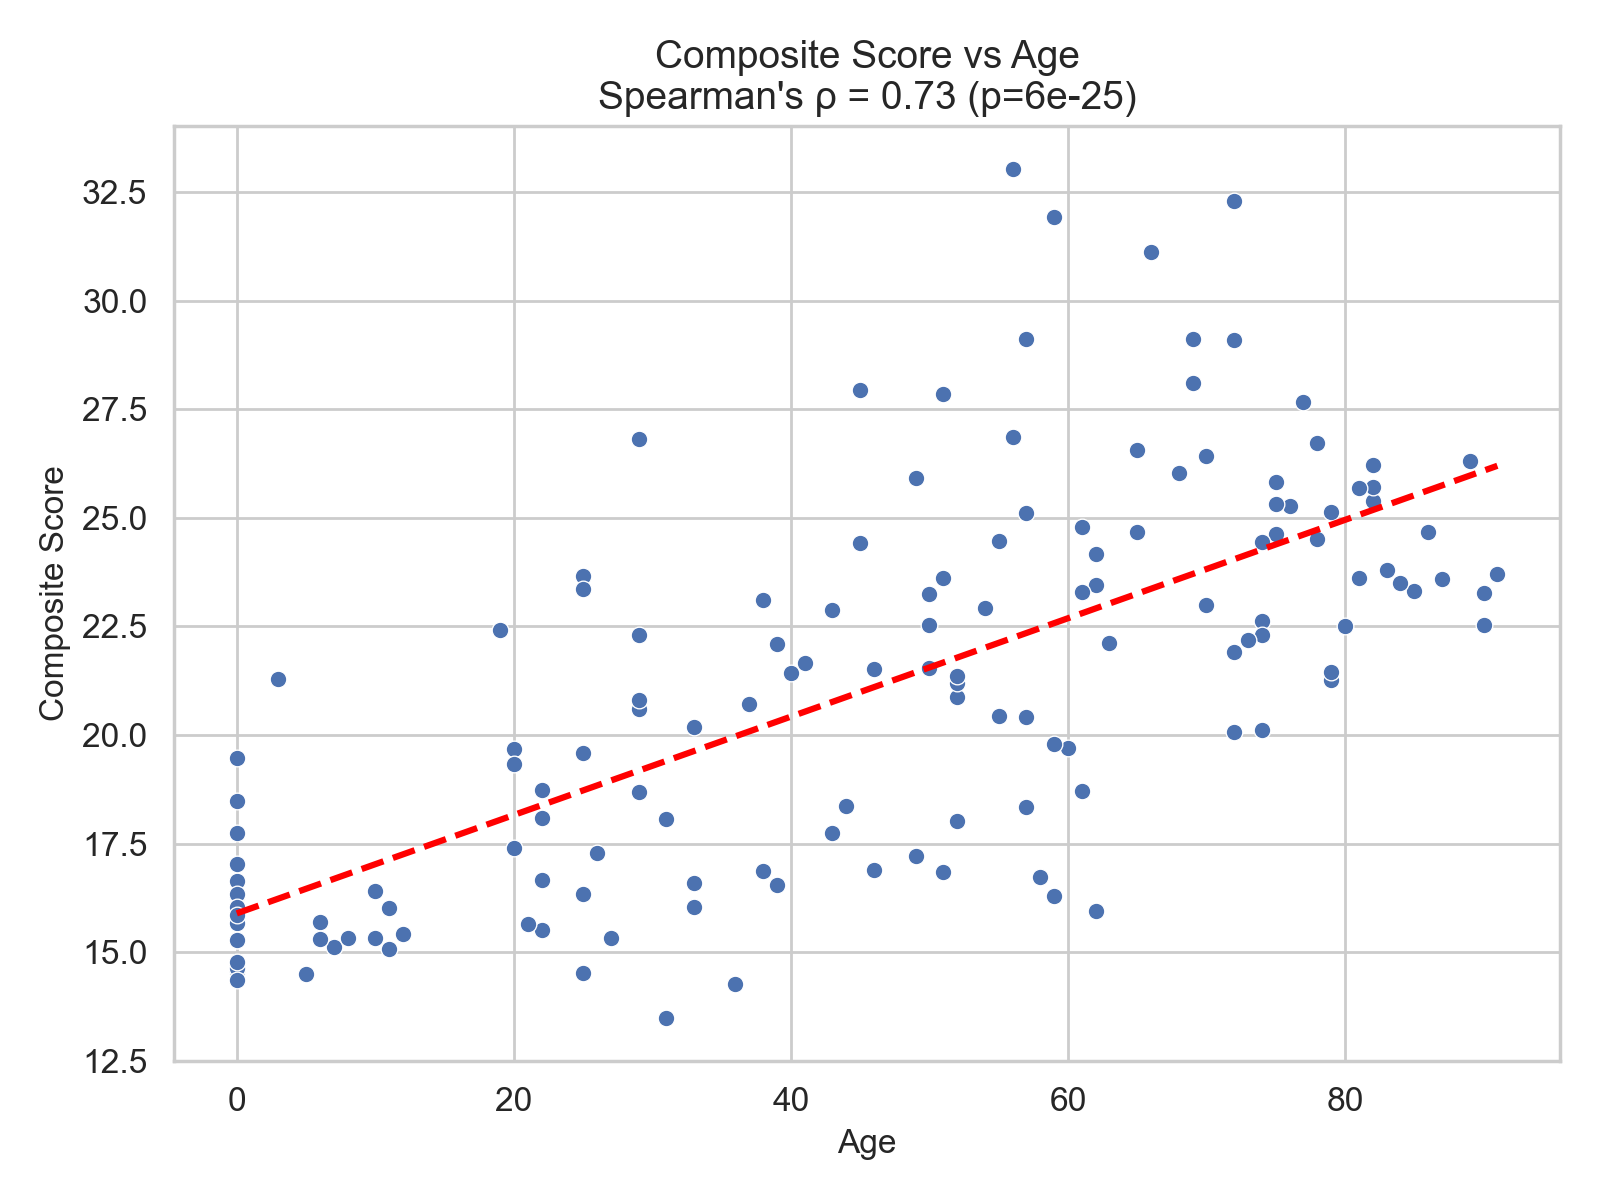 Composite Score vs Age
Spearman's ρ = 0.73 (p=6e-25)
32.5
30.0
27.5
25.0
22.5
20.0
17.5
15.0
12.5
Composite Score
0 20 40 60 80
Age